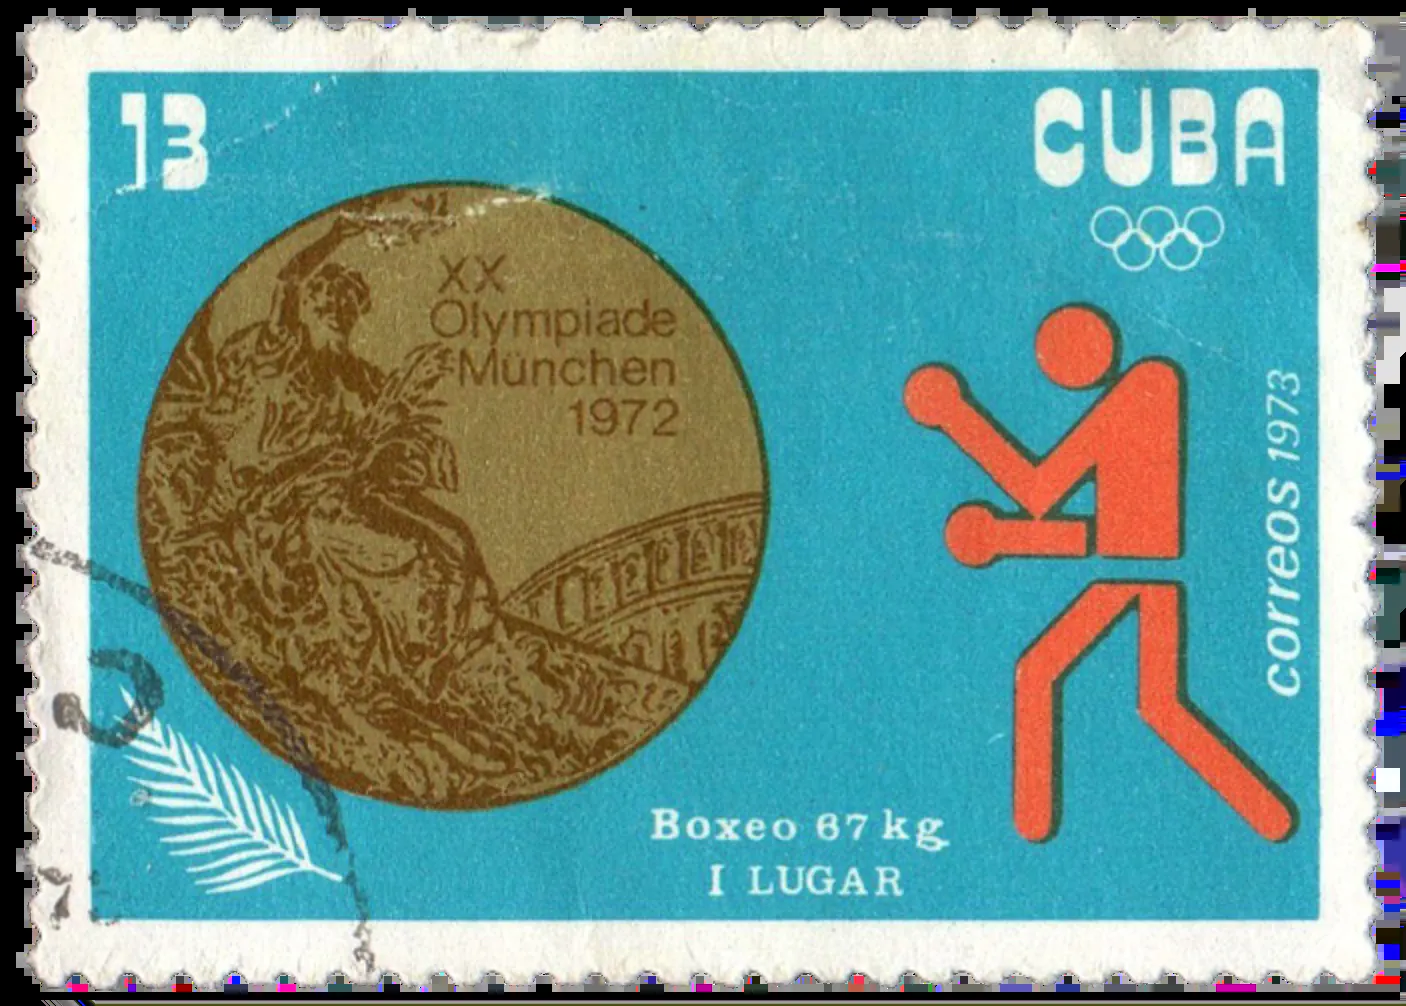 13
CUBA
XX
Olympiade
München
1972
correos 1973
Boxeo 67 kg
I LUGAR